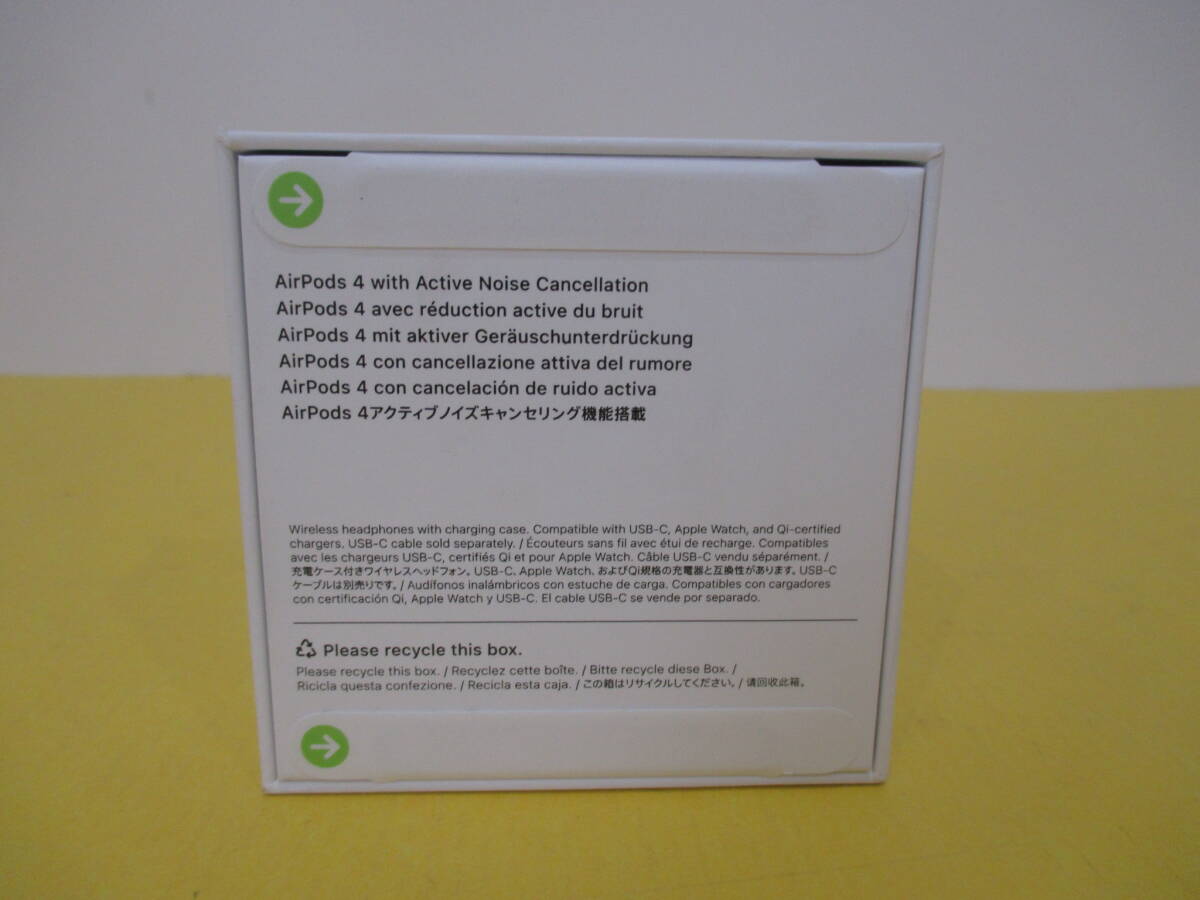 AirPods 4 with Active Noise Cancellation
AirPods 4 avec réduction active du bruit
AirPods 4 mit aktiver Geräuschunterdrückung
AirPods 4 con cancellazione attiva del rumore
AirPods 4 con cancelación de ruido activa
AirPods 4アクティブノイズキャンセリング機能搭載
Wireless headphones with charging case. Compatible with USB-C, Apple Watch, and Qi-certified
chargers. USB-C cable sold separately. / Écouteurs sans fil avec étui de recharge. Compatibles
avec les chargeurs USB-C, certifiés Qi et pour Apple Watch. Câble USB-C vendu séparément. /
充電ケース付きワイヤレスヘッドフォン。USB-C、Apple Watch、およびQi規格の充電器と互換性があります。USB-C
ケーブルは別売りです。/ Audífonos inalámbricos con estuche de carga. Compatibles con cargadores
con certificación Qi, Apple Watch y USB-C. El cable USB-C se vende por separado.
Please recycle this box.
Please recycle this box. / Recyclez cette boîte. / Bitte recycle diese Box. /
Ricicla questa confezione. / Recicla esta caja. / この箱はリサイクルしてください。/ 请回收此箱。